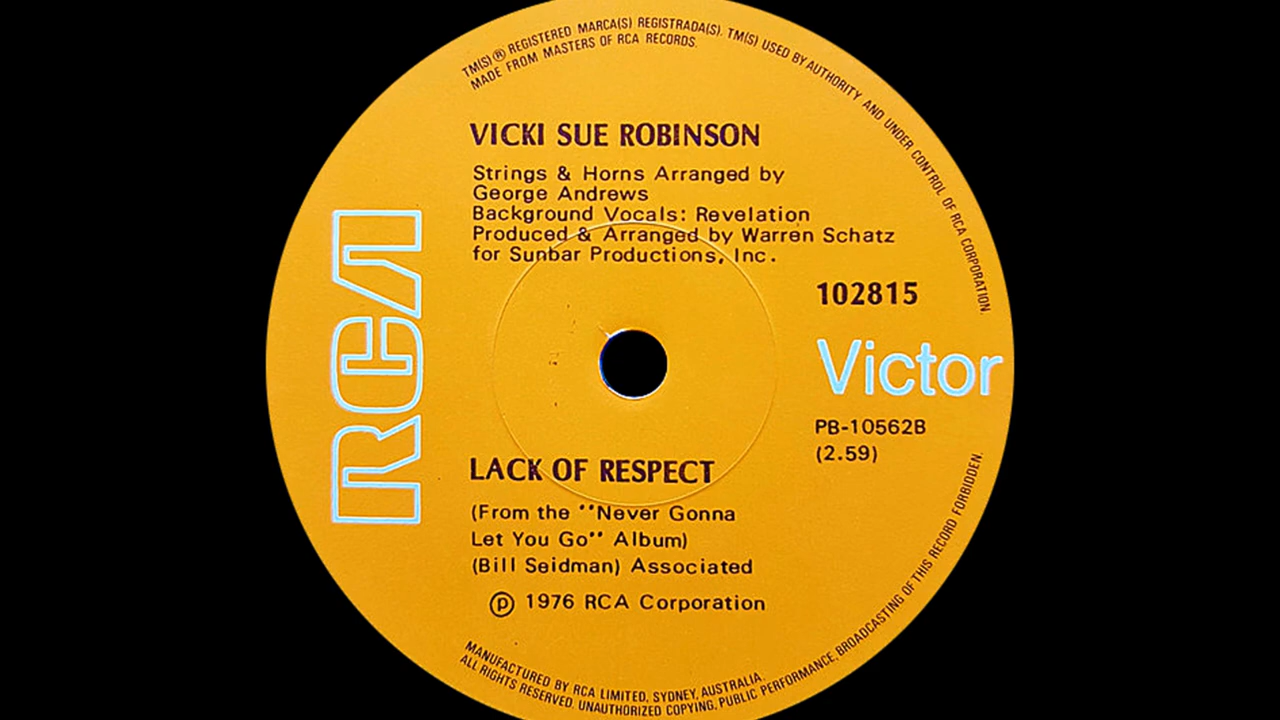 TM(S) ® REGISTERED MARCA(S) REGISTRADA(S). TM(S) USED BY AUTHORITY AND UNDER CONTROL OF RCA CORPORATION.
MADE FROM MASTERS OF RCA RECORDS.
VICKI SUE ROBINSON
Strings & Horns Arranged by
George Andrews
Background Vocals: Revelation
Produced & Arranged by Warren Schatz
for Sunbar Productions, Inc.
RCA
102815
Victor
PB-10562B
(2.59)
LACK OF RESPECT
(From the "Never Gonna
Let You Go" Album)
(Bill Seidman) Associated
℗ 1976 RCA Corporation
MANUFACTURED BY RCA LIMITED, SYDNEY, AUSTRALIA.
ALL RIGHTS RESERVED. UNAUTHORIZED COPYING, PUBLIC PERFORMANCE, BROADCASTING OF THIS RECORD FORBIDDEN.